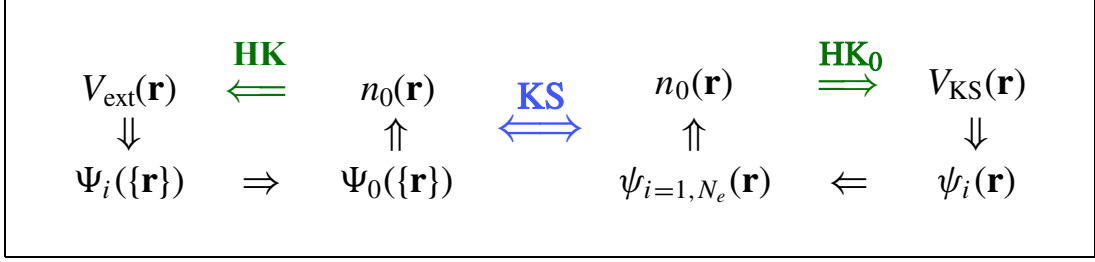 HK HK₀
V_ext(𝐫) ⇐ n₀(𝐫) KS n₀(𝐫) ⇒ V_KS(𝐫)
⇓ ⇑ ⇔ ⇑ ⇓
Ψ_i({𝐫}) ⇒ Ψ₀({𝐫}) ψ_{i=1,N_e}(𝐫) ⇐ ψ_i(𝐫)